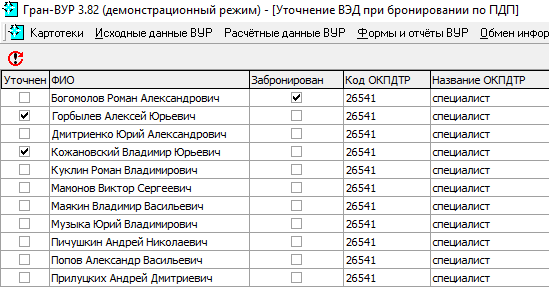 Гран-ВУР 3.82 (демонстрационный режим) - [Уточнение ВЭД при бронировании по ПДП]
Картотеки Исходные данные ВУР Расчётные данные ВУР Формы и отчёты ВУР Обмен инфор
Уточнен ФИО Забронирован Код ОКПДТР Название ОКПДТР
Богомолов Роман Александрович 26541 специалист
Горбылев Алексей Юрьевич 26541 специалист
Дмитриенко Юрий Александрович 26541 специалист
Кожановский Владимир Юрьевич 26541 специалист
Куклин Роман Владимирович 26541 специалист
Мамонов Виктор Сергеевич 26541 специалист
Маякин Владимир Васильевич 26541 специалист
Музыка Юрий Владимирович 26541 специалист
Пичушкин Андрей Николаевич 26541 специалист
Попов Александр Васильевич 26541 специалист
Прилуцких Андрей Дмитриевич 26541 специалист